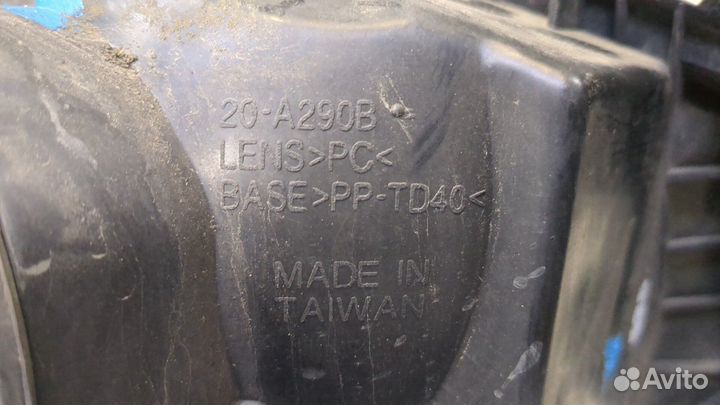 20-A290B
LENS>PC<
BASE>PP-TD40<
MADE IN
TAIWAN
Avito